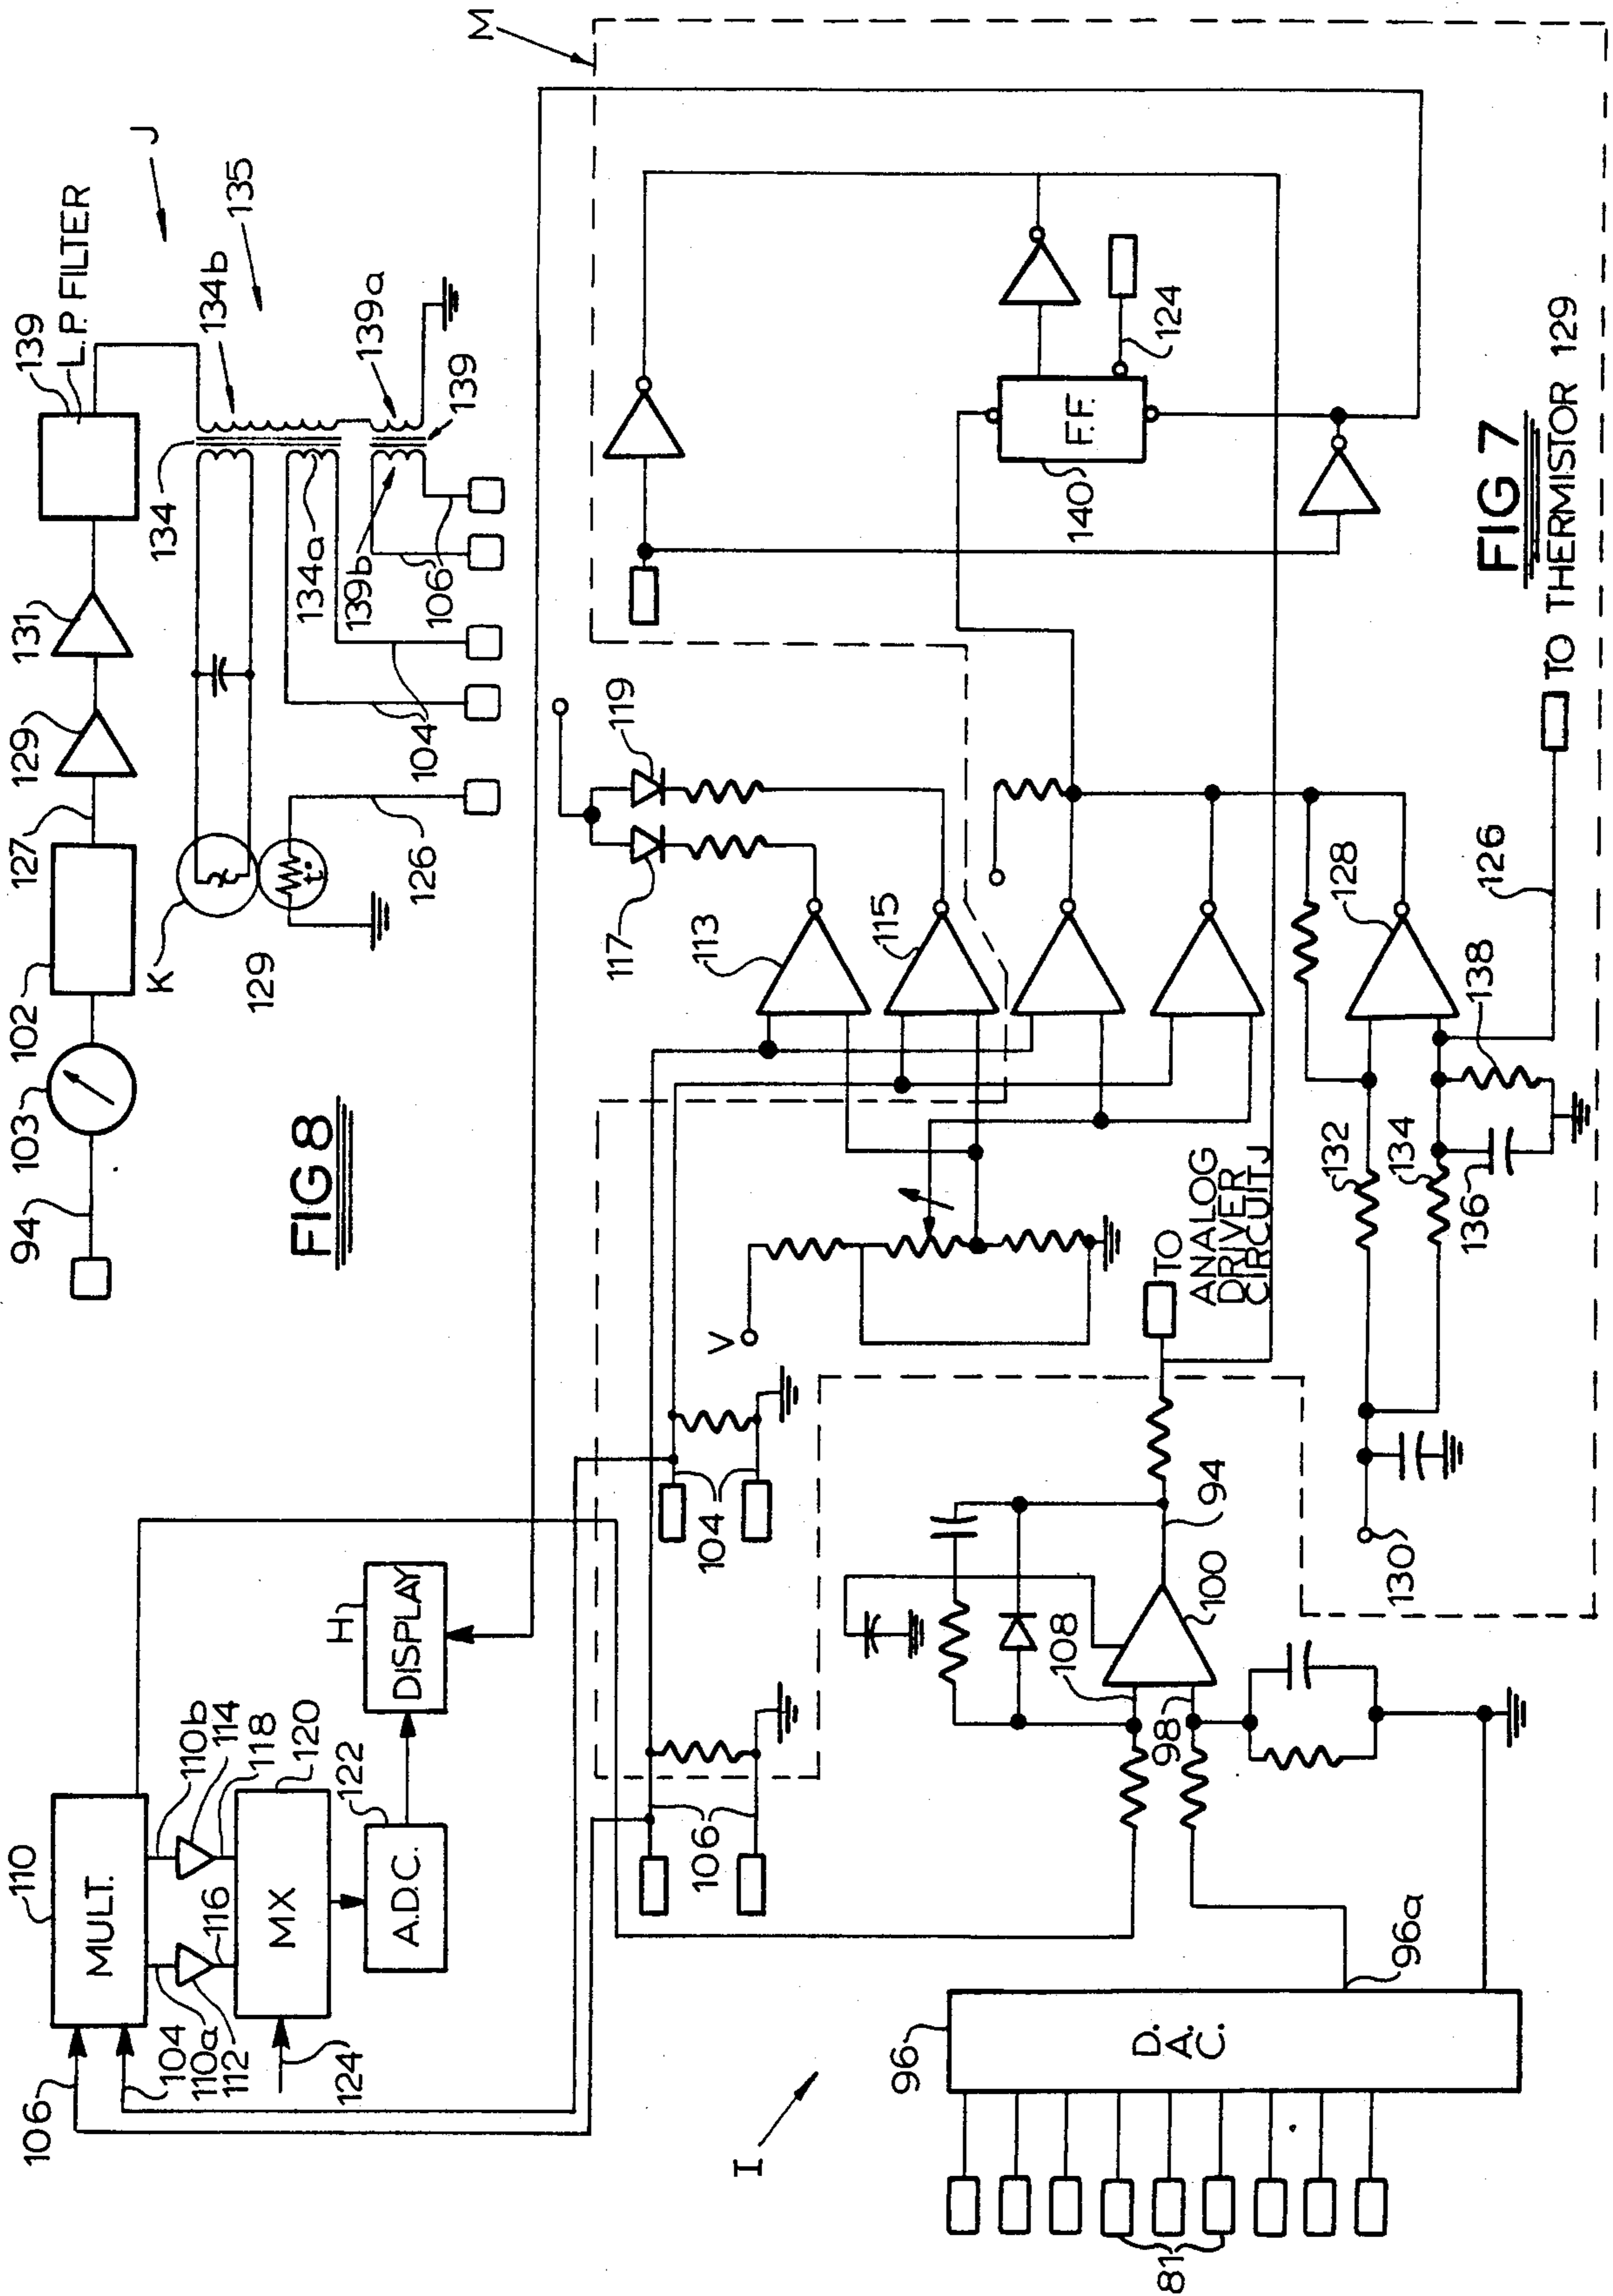 94
103
102
127
129
131
139
L.P. FILTER
J
FIG 8
K
129
126
104
134
134a
139b
106
134b
135
139a
139
M
110
MULT.
106
104
110a
112
124
116
110b
114
118
120
MX
122
A.D.C.
H
DISPLAY
106
104
V
117
119
113
115
140
F.F.
124
I
81
96
D.
A.
C.
96a
98
108
100
94
TO
ANALOG
DRIVER
CIRCUIT J
130
132
134
136
138
128
126
TO THERMISTOR 129
FIG 7